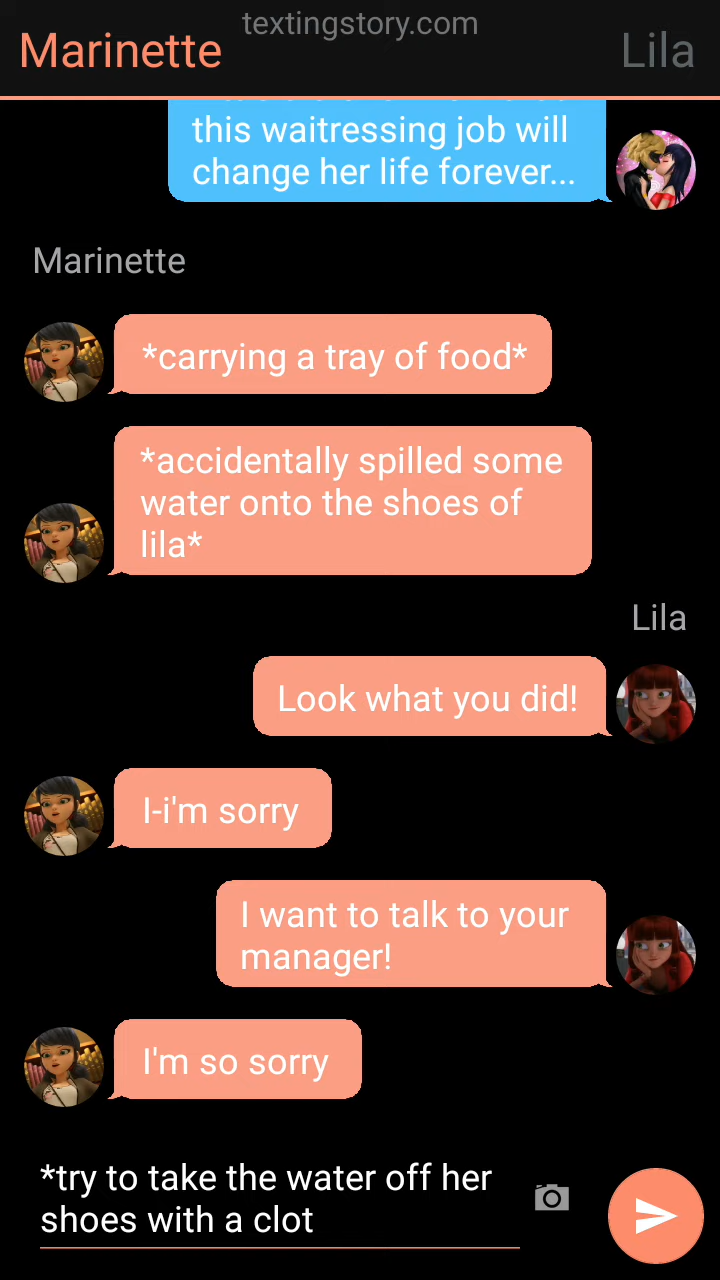 textingstory.com
Marinette
Lila
this waitressing job will
change her life forever...
Marinette
*carrying a tray of food*
*accidentally spilled some
water onto the shoes of
lila*
Lila
Look what you did!
I-i'm sorry
I want to talk to your
manager!
I'm so sorry
*try to take the water off her
shoes with a clot